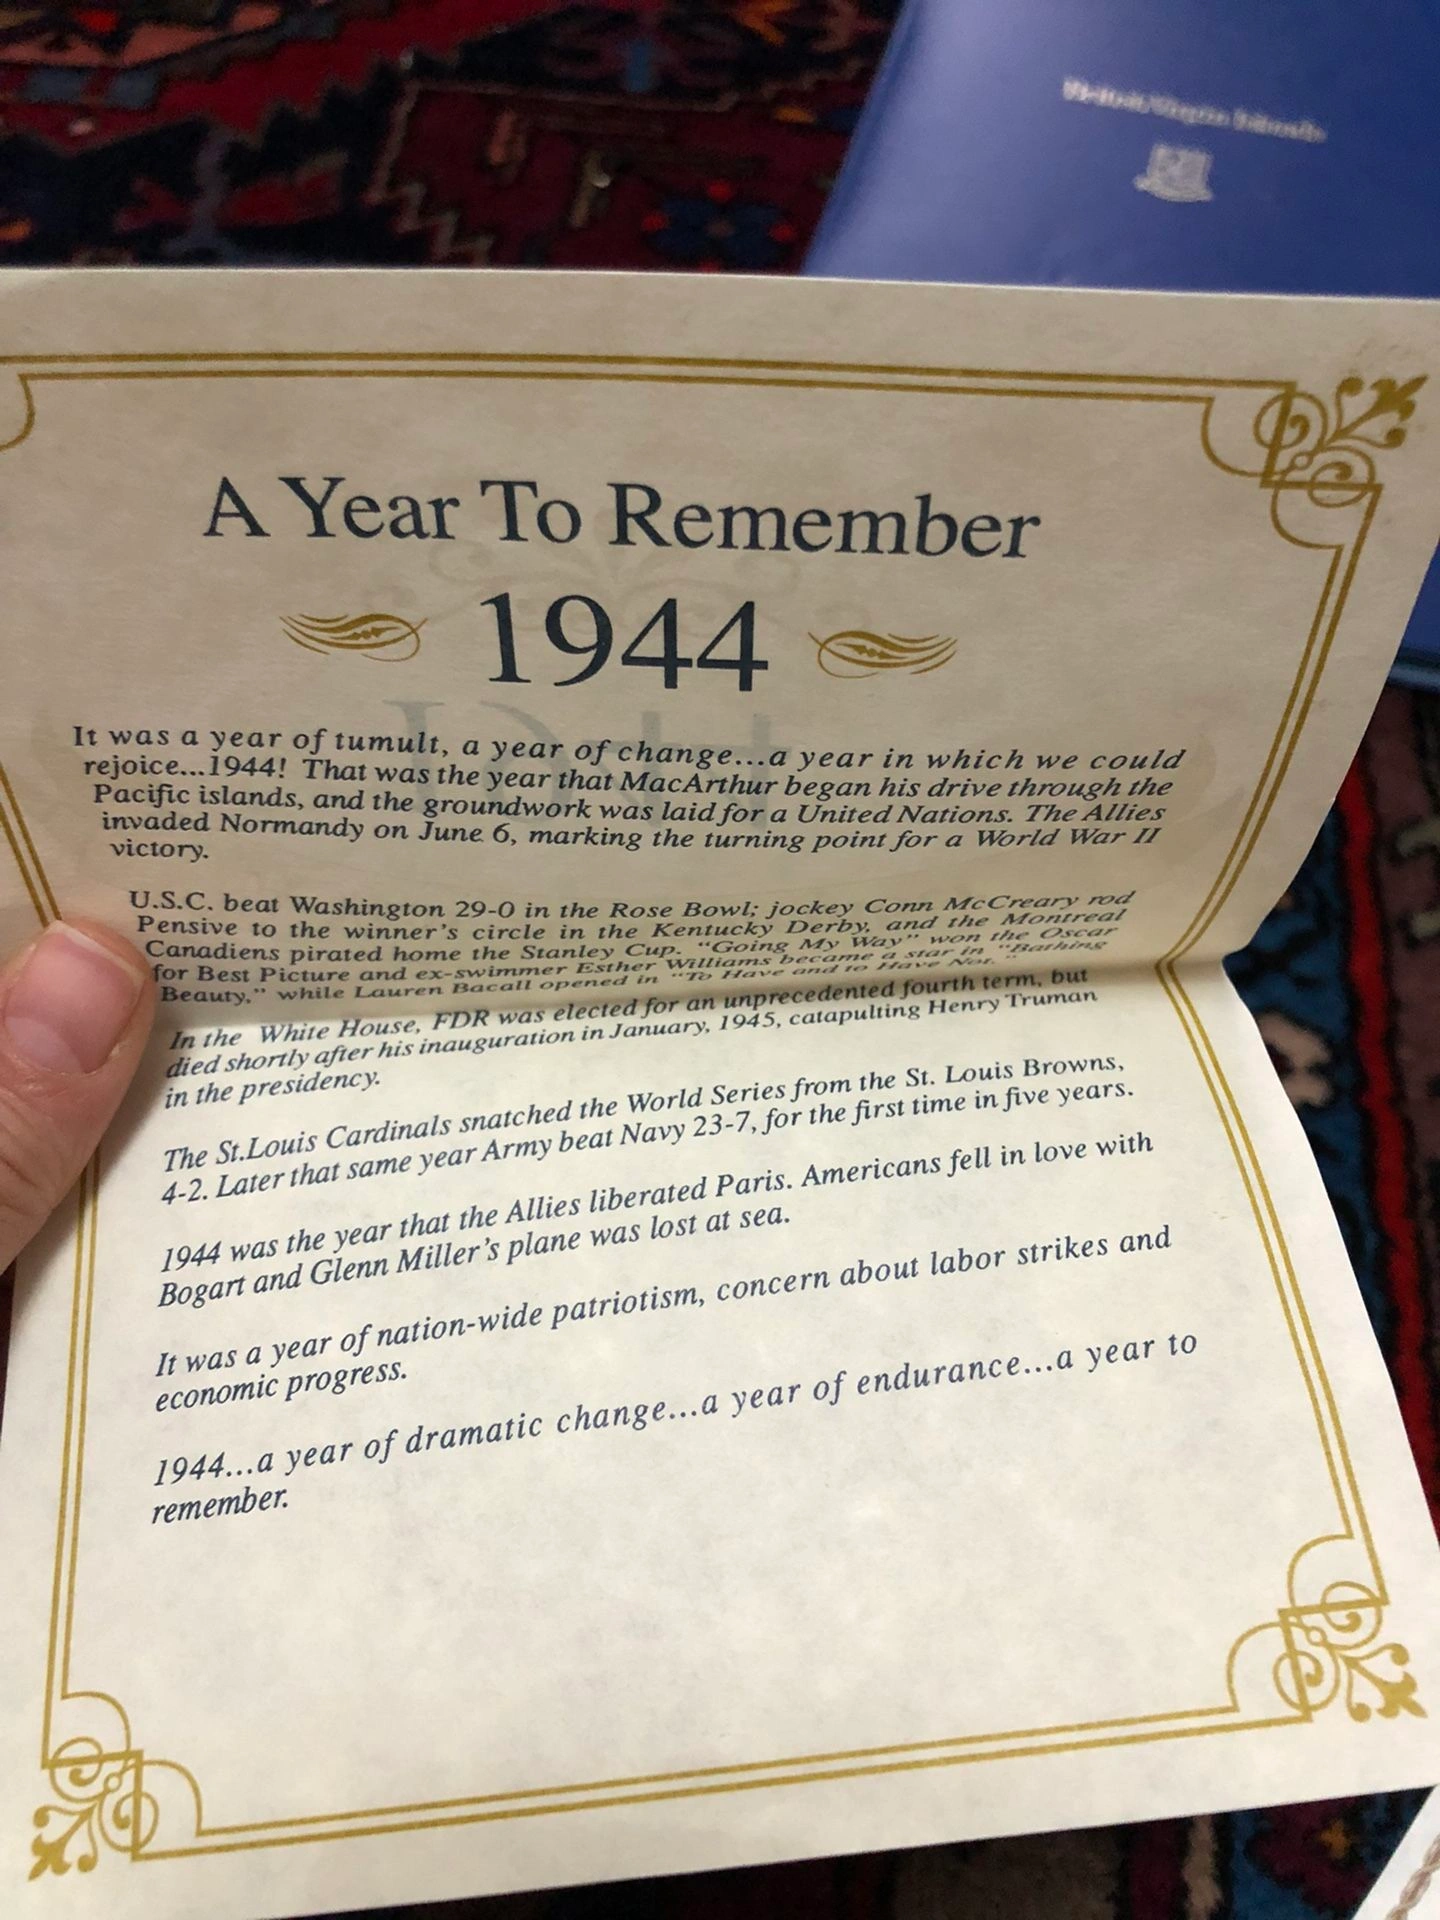 British Virgin Islands
A Year To Remember
1944
It was a year of tumult, a year of change...a year in which we could
rejoice...1944! That was the year that MacArthur began his drive through the
Pacific islands, and the groundwork was laid for a United Nations. The Allies
invaded Normandy on June 6, marking the turning point for a World War II
victory.
U.S.C. beat Washington 29-0 in the Rose Bowl; jockey Conn McCreary rod
Pensive to the winner's circle in the Kentucky Derby, and the Montreal
Canadiens pirated home the Stanley Cup. "Going My Way" won the Oscar
for Best Picture and ex-swimmer Esther Williams became a star in "Bathing
Beauty," while Lauren Bacall opened in "To Have and to Have Not."
In the White House, FDR was elected for an unprecedented fourth term, but
died shortly after his inauguration in January, 1945, catapulting Henry Truman
in the presidency.
The St.Louis Cardinals snatched the World Series from the St. Louis Browns,
4-2. Later that same year Army beat Navy 23-7, for the first time in five years.
1944 was the year that the Allies liberated Paris. Americans fell in love with
Bogart and Glenn Miller's plane was lost at sea.
It was a year of nation-wide patriotism, concern about labor strikes and
economic progress.
1944...a year of dramatic change...a year of endurance...a year to
remember.